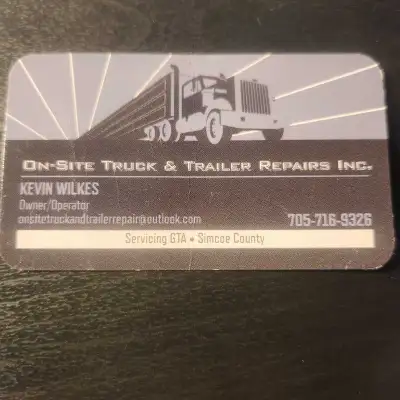 On-Site Truck & Trailer Repairs Inc.
KEVIN WILKES
Owner/Operator
onsitetruckandtrailerrepair@outlook.com
705-716-9326
Servicing GTA • Simcoe County